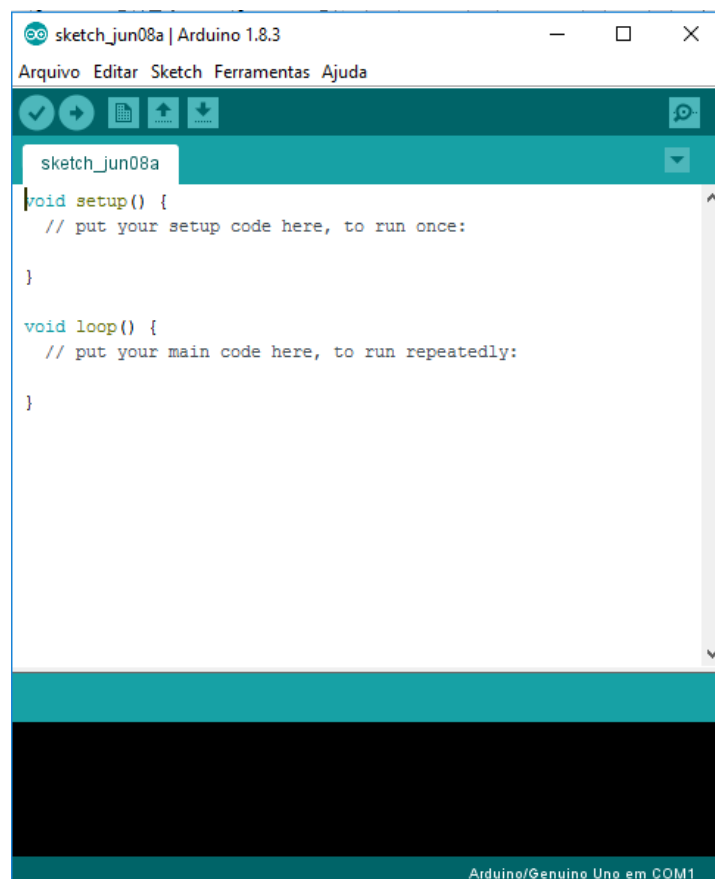 sketch_jun08a | Arduino 1.8.3
Arquivo Editar Sketch Ferramentas Ajuda
sketch_jun08a
void setup() {
// put your setup code here, to run once:
}
void loop() {
// put your main code here, to run repeatedly:
}
Arduino/Genuino Uno em COM1